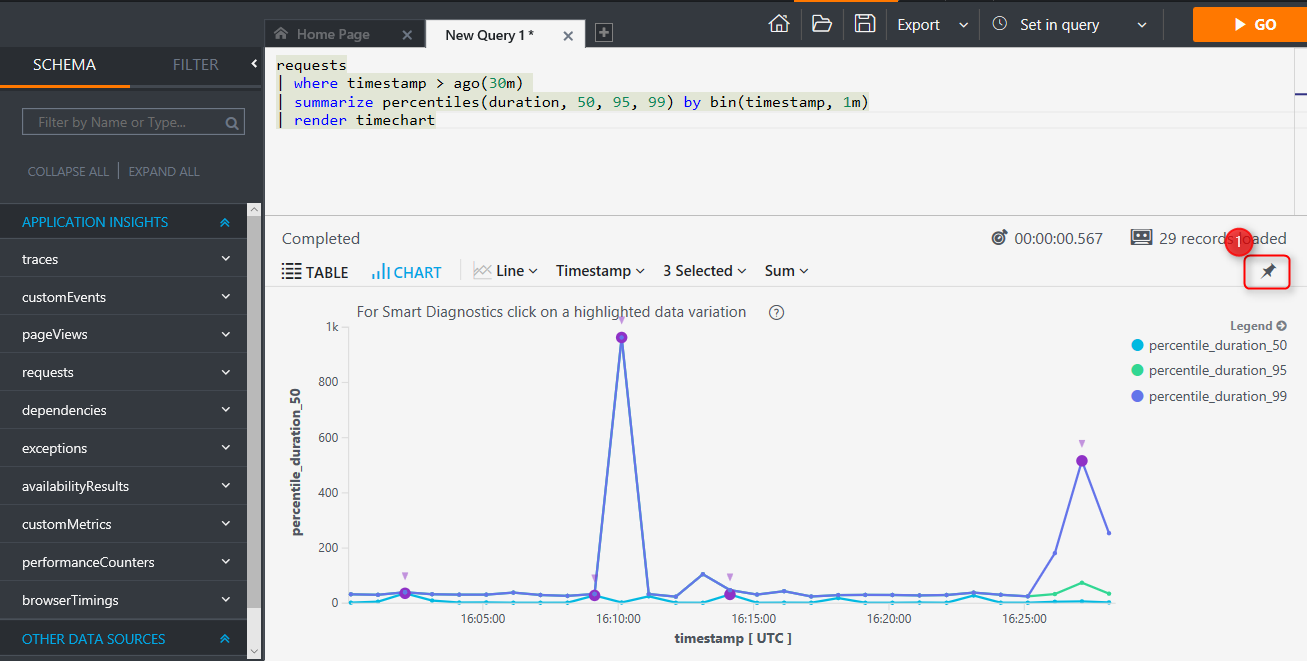 Home Page
New Query 1*
Export
Set in query
GO
SCHEMA
FILTER
Filter by Name or Type...
COLLAPSE ALL
EXPAND ALL
APPLICATION INSIGHTS
traces
customEvents
pageViews
requests
dependencies
exceptions
availabilityResults
customMetrics
performanceCounters
browserTimings
OTHER DATA SOURCES
requests
| where timestamp > ago(30m)
| summarize percentiles(duration, 50, 95, 99) by bin(timestamp, 1m)
| render timechart
Completed
00:00:00.567
29 records loaded
1
TABLE
CHART
Line
Timestamp
3 Selected
Sum
For Smart Diagnostics click on a highlighted data variation
?
Legend
percentile_duration_50
percentile_duration_95
percentile_duration_99
percentile_duration_50
1k
800
600
400
200
0
16:05:00
16:10:00
16:15:00
16:20:00
16:25:00
timestamp [ UTC ]